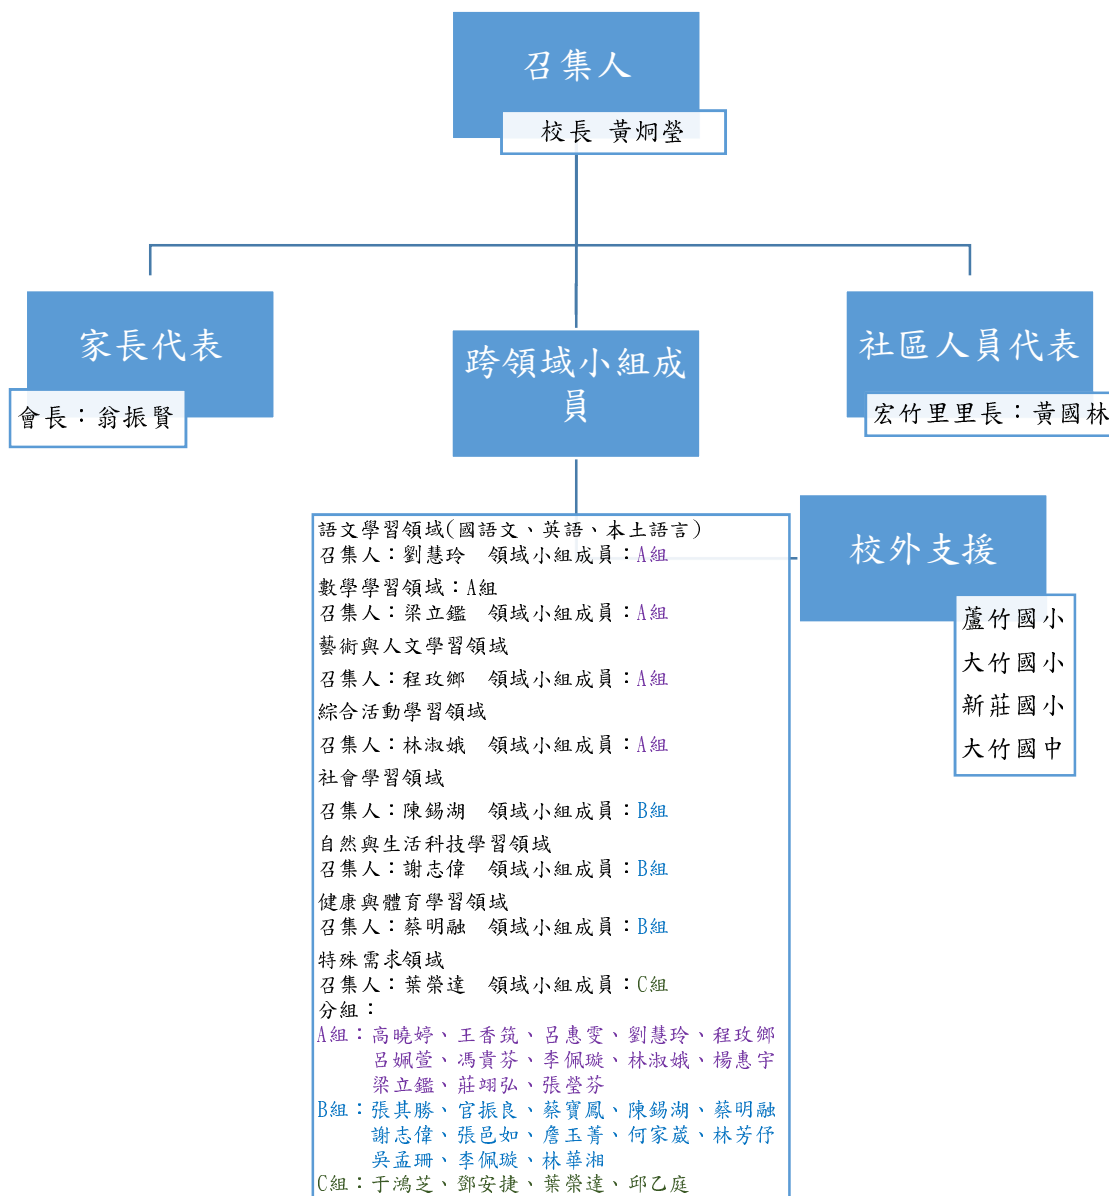 召集人
校長 黃炯瑩
家長代表
會長：翁振賢
跨領域小組成
員
社區人員代表
宏竹里里長：黃國林
語文學習領域(國語文、英語、本土語言)
召集人：劉慧玲　領域小組成員：A組
數學學習領域：A組
召集人：梁立鑑　領域小組成員：A組
藝術與人文學習領域
召集人：程玫鄉　領域小組成員：A組
綜合活動學習領域
召集人：林淑娥　領域小組成員：A組
社會學習領域
召集人：陳錫湖　領域小組成員：B組
自然與生活科技學習領域
召集人：謝志偉　領域小組成員：B組
健康與體育學習領域
召集人：蔡明融　領域小組成員：B組
特殊需求領域
召集人：葉榮達　領域小組成員：C組
分組：
A組：高曉婷、王香筑、呂惠雯、劉慧玲、程玫鄉
呂姵萱、馮貴芬、李佩璇、林淑娥、楊惠宇
梁立鑑、莊翊弘、張瑩芬
B組：張其勝、官振良、蔡寶鳳、陳錫湖、蔡明融
謝志偉、張邑如、詹玉菁、何家葳、林芳伃
吳孟珊、李佩璇、林華湘
C組：于鴻芝、鄧安捷、葉榮達、邱乙庭
校外支援
蘆竹國小
大竹國小
新莊國小
大竹國中